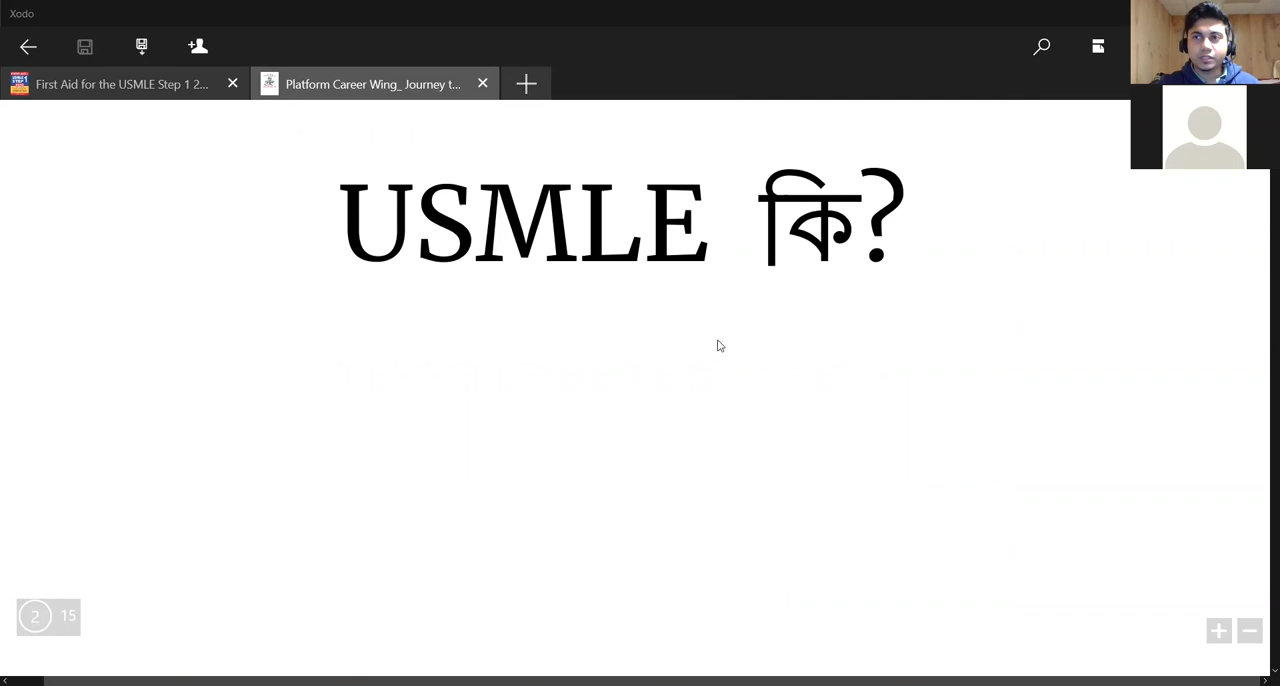 Xodo
First Aid for the USMLE Step 1 2...
Platform Career Wing_ Journey t...
USMLE কি?
2 15